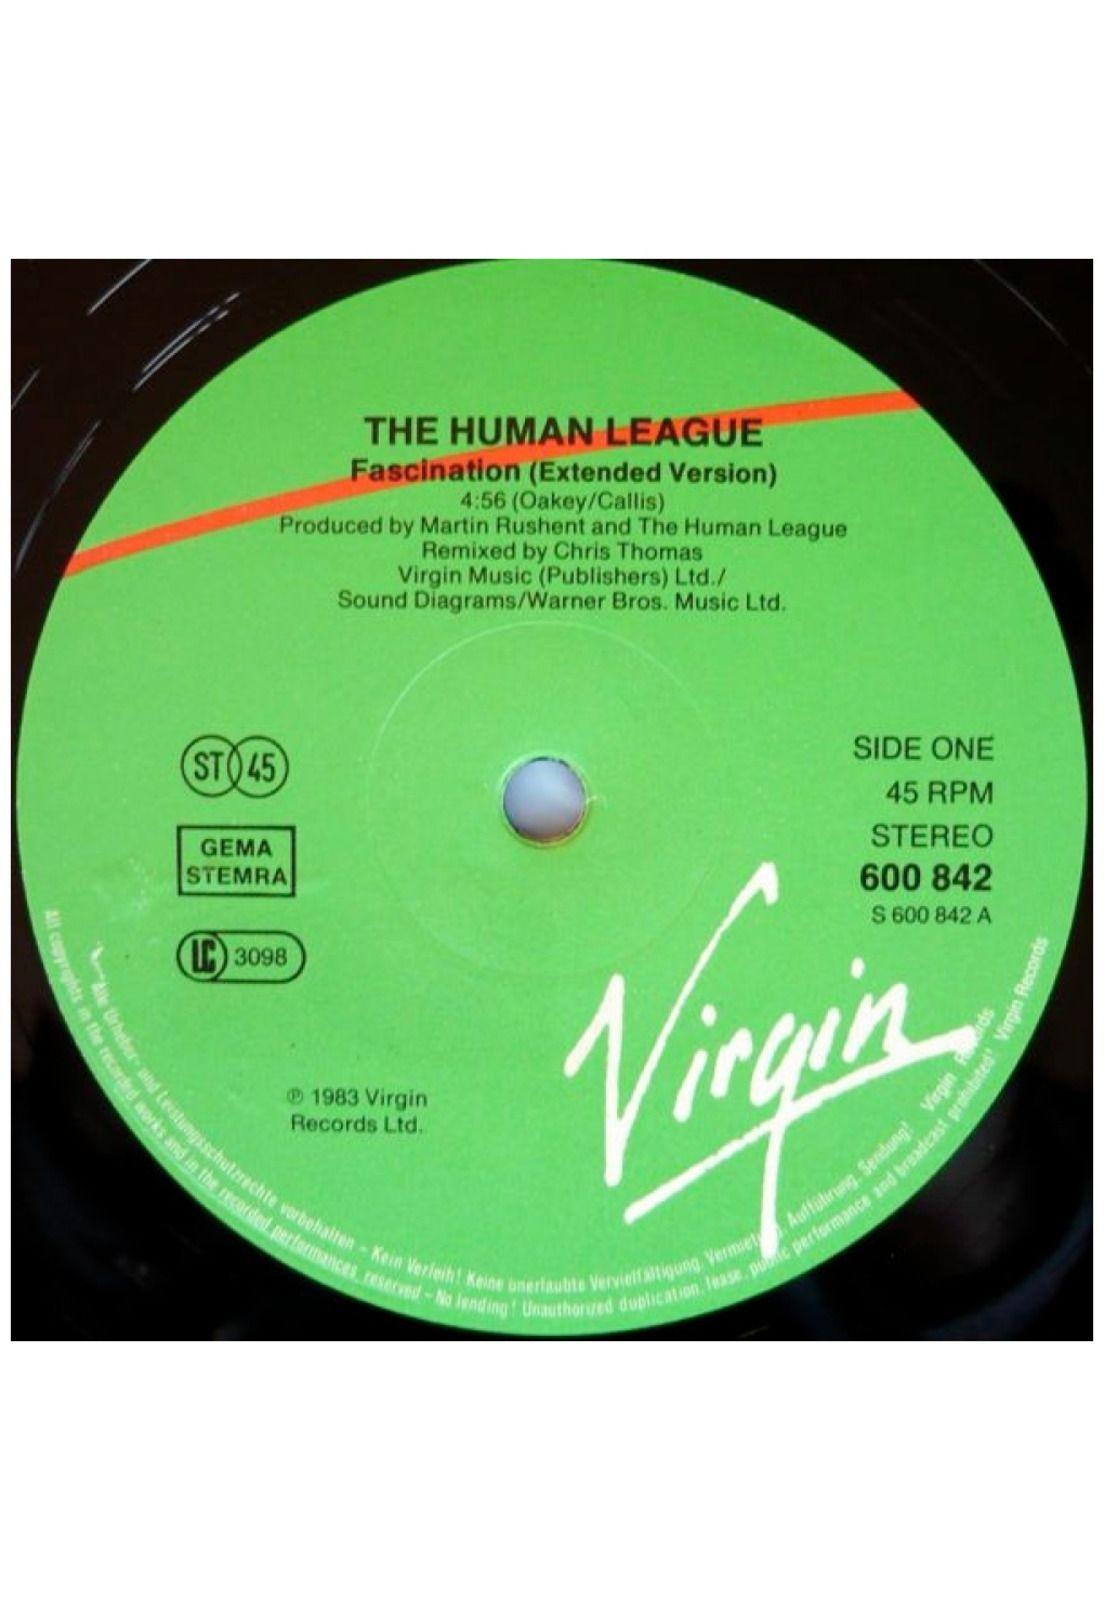 THE HUMAN LEAGUE
Fascination (Extended Version)
4:56 (Oakey/Callis)
Produced by Martin Rushent and The Human League
Remixed by Chris Thomas
Virgin Music (Publishers) Ltd./
Sound Diagrams/Warner Bros. Music Ltd.
ST 45
GEMA
STEMRA
LC 3098
SIDE ONE
45 RPM
STEREO
600 842
S 600 842 A
Virgin
℗ 1983 Virgin
Records Ltd.
Alle Urheber- und Leistungsschutzrechte vorbehalten – Kein Verleih! Keine unerlaubte Vervielfältigung, Vermietung, Aufführung, Sendung! Virgin Records
All copyrights in the recorded works and in the recorded performances reserved – No lending! Unauthorized duplication, lease, public performance and broadcast prohibited! Virgin Records